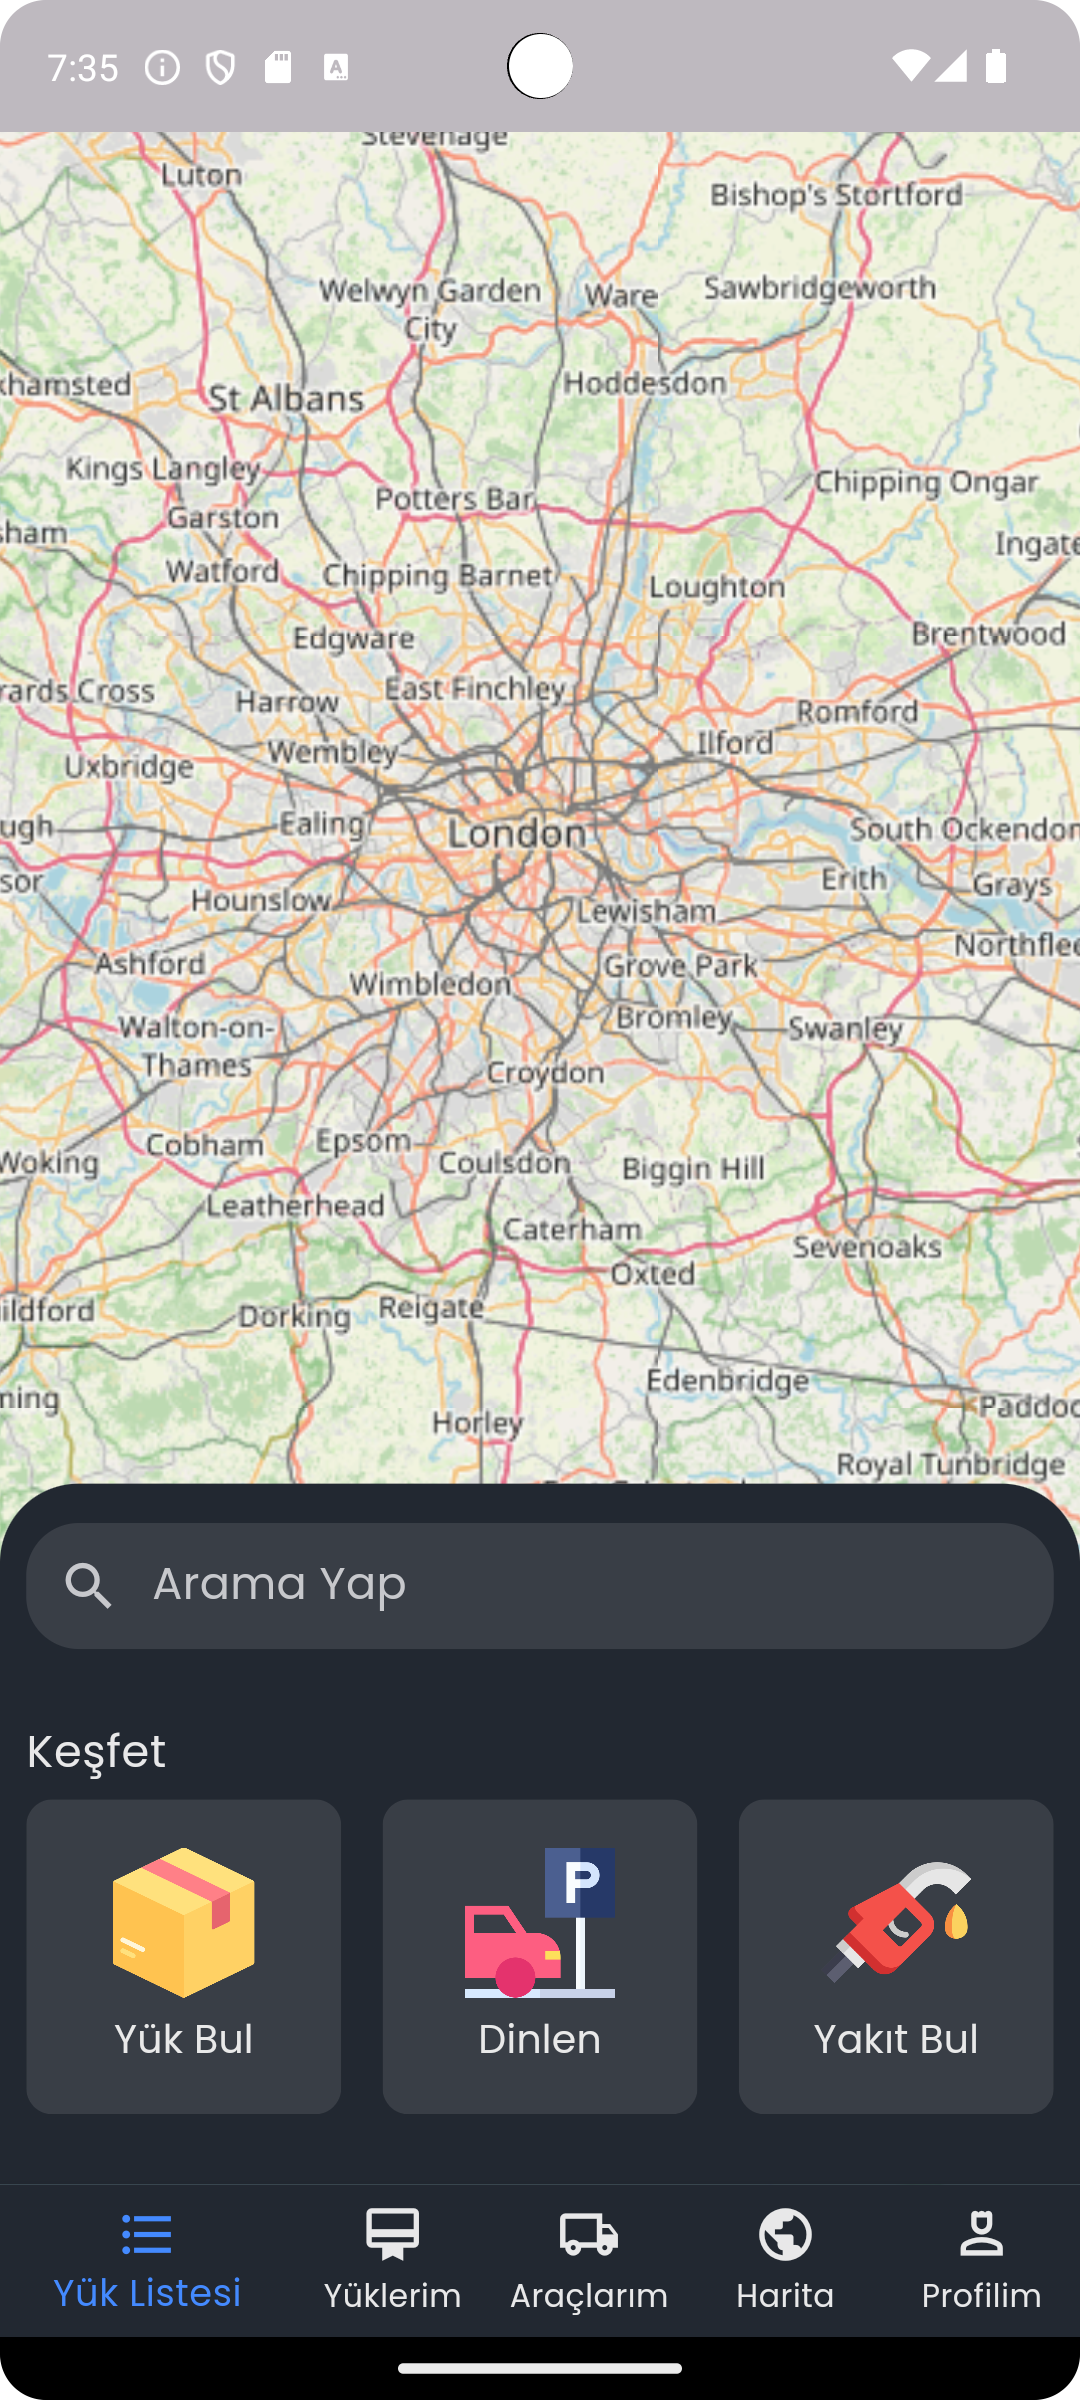 7:35
Stevenage
Luton
Bishop's Stortford
Welwyn Garden
City
Ware
Sawbridgeworth
khamsted
St Albans
Hoddesdon
Kings Langley
Potters Bar
Chipping Ongar
Garston
sham
Ingate
Watford
Chipping Barnet
Loughton
Edgware
Brentwood
rards Cross
Harrow
East Finchley
Romford
Wembley
Ilford
Uxbridge
ugh
Ealing
London
South Ockendon
sor
Hounslow
Lewisham
Erith
Grays
Ashford
Wimbledon
Grove Park
Northflee
Walton-on-
Thames
Bromley
Swanley
Croydon
Woking
Cobham
Epsom
Coulsdon
Biggin Hill
Leatherhead
Caterham
Sevenoaks
Oxted
ildford
Dorking
Reigate
Edenbridge
ning
Horley
Paddoc
Royal Tunbridge
Arama Yap
Keşfet
P
Yük Bul
Dinlen
Yakıt Bul
Yük Listesi
Yüklerim
Araçlarım
Harita
Profilim